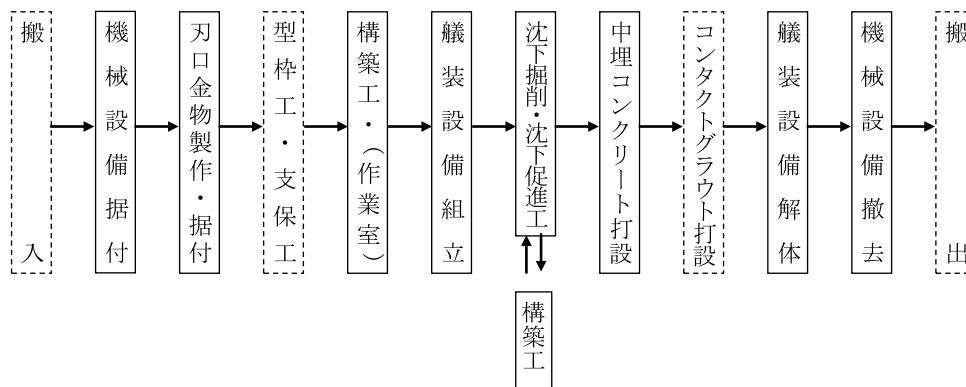 搬入
機械設備据付
刃口金物製作・据付
型枠工・支保工
構築工・(作業室)
艤装設備組立
沈下掘削・沈下促進工
中埋コンクリート打設
コンタクトグラウト打設
艤装設備解体
機械設備撤去
搬出
構築工